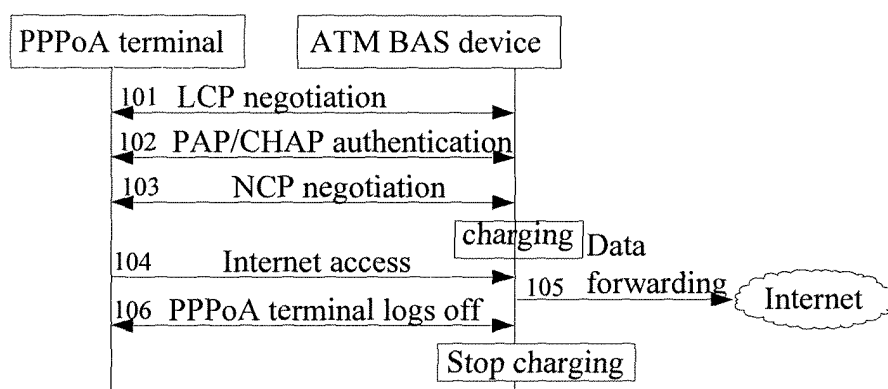 PPPoA terminal
ATM BAS device
101 LCP negotiation
102 PAP/CHAP authentication
103 NCP negotiation
charging
Data
forwarding
104 Internet access
105
Internet
106 PPPoA terminal logs off
Stop charging